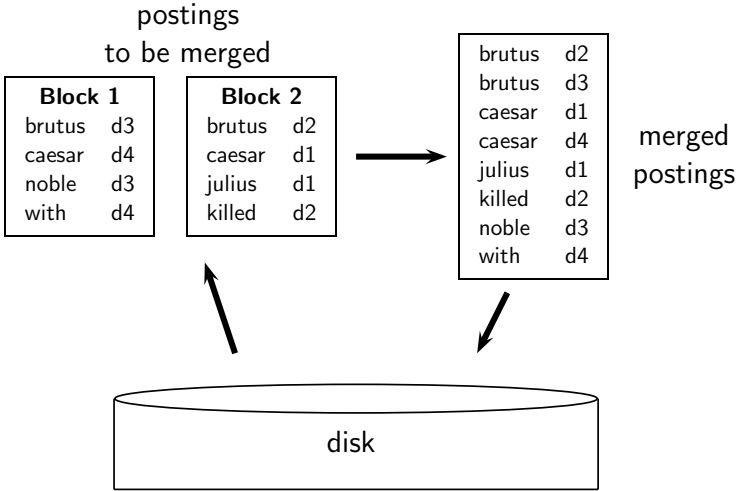 postings
to be merged
Block 1
brutus d3
caesar d4
noble d3
with d4
Block 2
brutus d2
caesar d1
julius d1
killed d2
brutus d2
brutus d3
caesar d1
caesar d4
julius d1
killed d2
noble d3
with d4
merged
postings
disk